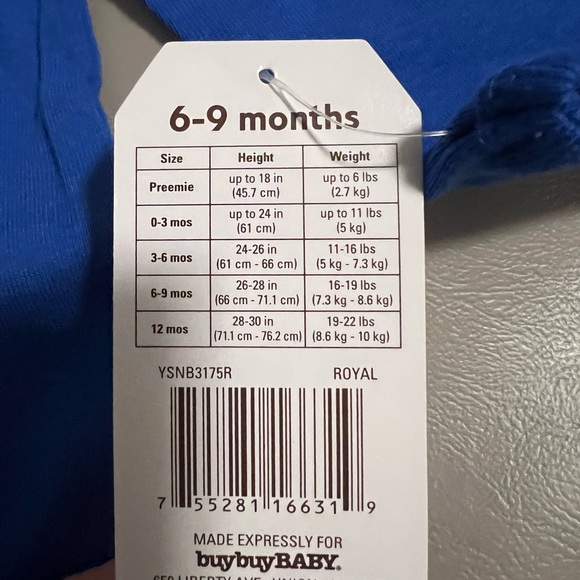 6-9 months
Size Height Weight
Preemie up to 18 in (45.7 cm) up to 6 lbs (2.7 kg)
0-3 mos up to 24 in (61 cm) up to 11 lbs (5 kg)
3-6 mos 24-26 in (61 cm - 66 cm) 11-16 lbs (5 kg - 7.3 kg)
6-9 mos 26-28 in (66 cm - 71.1 cm) 16-19 lbs (7.3 kg - 8.6 kg)
12 mos 28-30 in (71.1 cm - 76.2 cm) 19-22 lbs (8.6 kg - 10 kg)
YSNB3175R ROYAL
7 55281 16631 9
MADE EXPRESSLY FOR
buybuyBABY.
650 LIBERTY AVE UNION